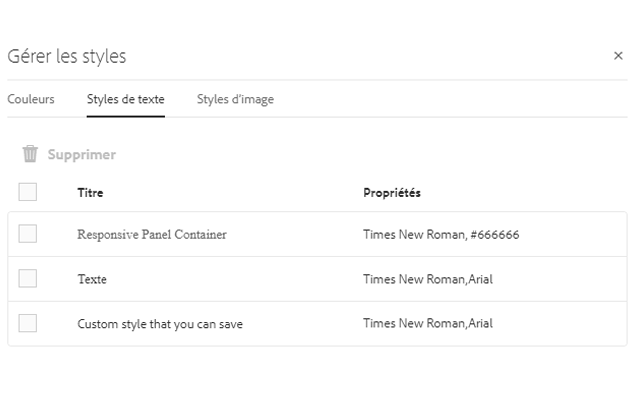 Gérer les styles
Couleurs Styles de texte Styles d'image
Supprimer
Titre Propriétés
Responsive Panel Container Times New Roman, #666666
Texte Times New Roman,Arial
Custom style that you can save Times New Roman,Arial